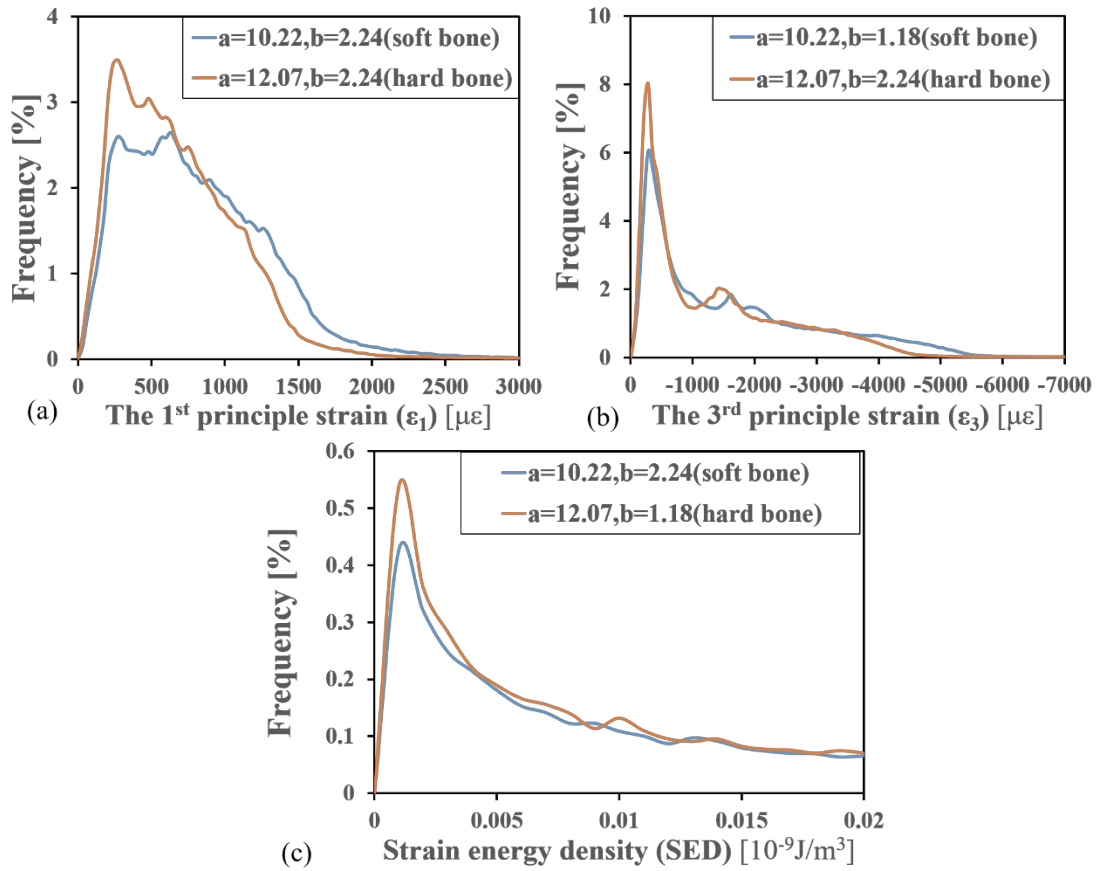 4
3
2
1
0
Frequency [%]
a=10.22,b=2.24(soft bone)
a=12.07,b=2.24(hard bone)
0 500 1000 1500 2000 2500 3000
(a) The 1st principle strain (ε1) [με]
10
8
6
4
2
0
Frequency [%]
a=10.22,b=1.18(soft bone)
a=12.07,b=2.24(hard bone)
0 -1000 -2000 -3000 -4000 -5000 -6000 -7000
(b) The 3rd principle strain (ε3) [με]
0.6
0.5
0.4
0.3
0.2
0.1
0
Frequency [%]
a=10.22,b=2.24(soft bone)
a=12.07,b=1.18(hard bone)
0 0.005 0.01 0.015 0.02
(c) Strain energy density (SED) [10-9J/m3]